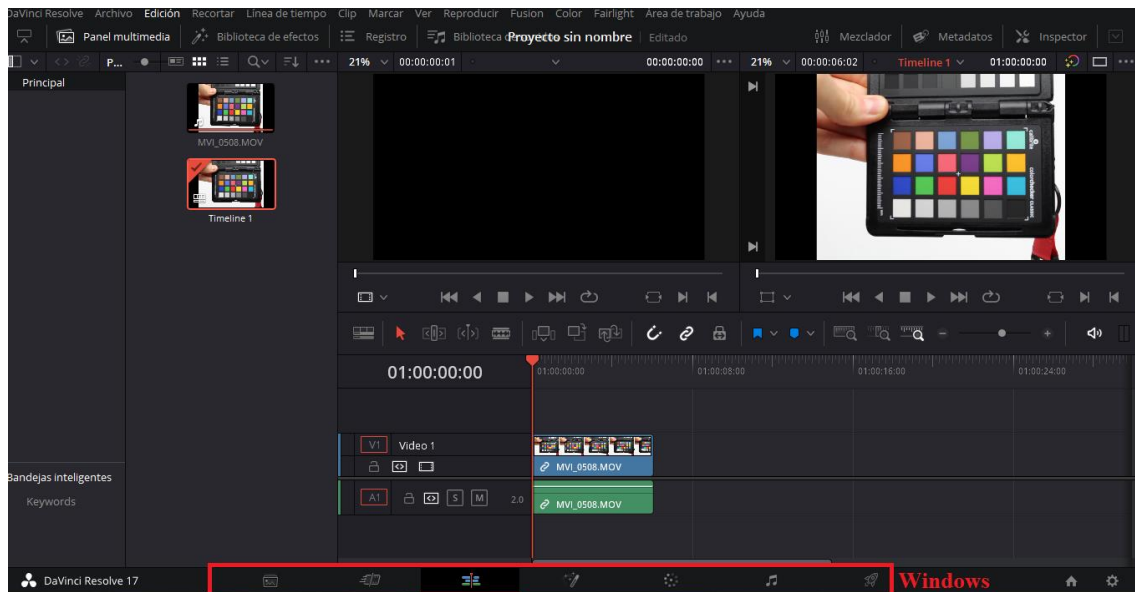 DaVinci Resolve Archivo Edición Recortar Línea de tiempo Clip Marcar Ver Reproducir Fusion Color Fairlight Área de trabajo Ayuda
Panel multimedia Biblioteca de efectos Registro Biblioteca de Proyecto sin nombre Editado Mezclador Metadatos Inspector
P... 21% 00:00:00:01 00:00:00:00 21% 00:00:06:02 Timeline 1 01:00:00:00
Principal
MVI_0508.MOV
Timeline 1
01:00:00:00 01:00:00:00 01:00:08:00 01:00:16:00 01:00:24:00
V1 Video 1
MVI_0508.MOV
Bandejas inteligentes
Keywords
A1 S M 2.0
MVI_0508.MOV
DaVinci Resolve 17 Windows